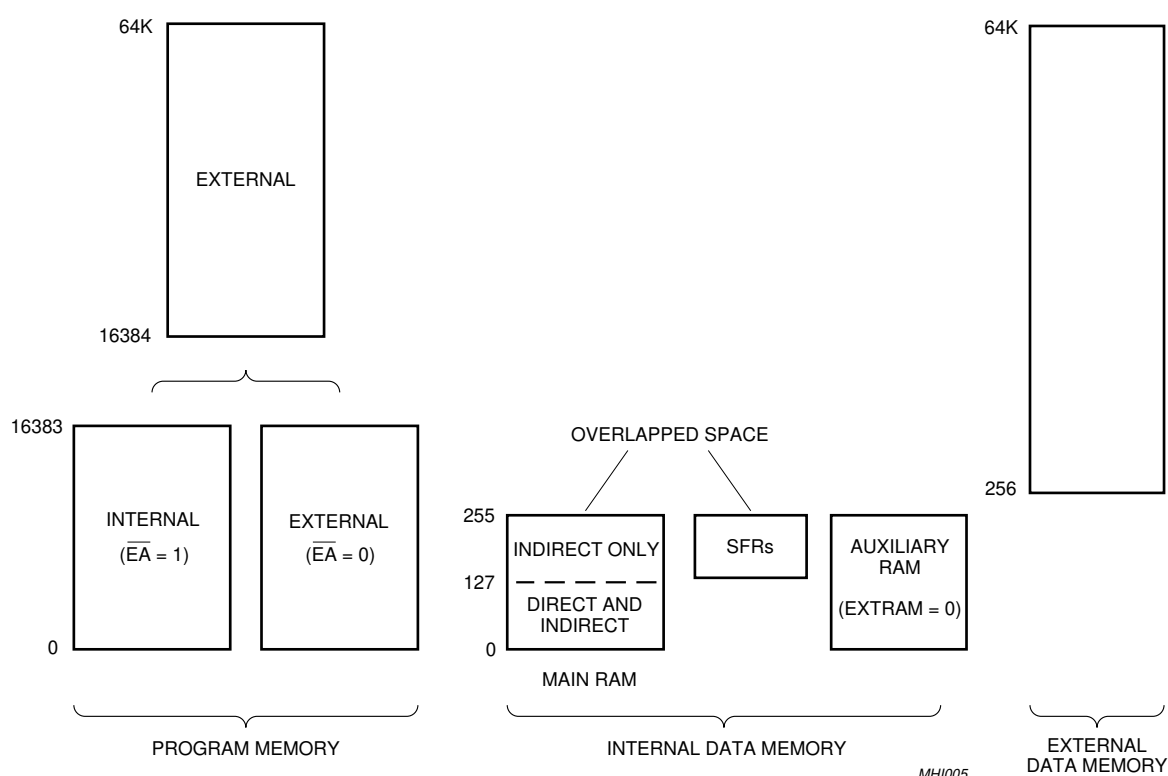 64K
EXTERNAL
16384
16383
INTERNAL
(EA = 1)
EXTERNAL
(EA = 0)
0
PROGRAM MEMORY
OVERLAPPED SPACE
255
INDIRECT ONLY
127
DIRECT AND
INDIRECT
0
MAIN RAM
SFRs
AUXILIARY
RAM
(EXTRAM = 0)
INTERNAL DATA MEMORY
64K
256
EXTERNAL
DATA MEMORY
MHI005